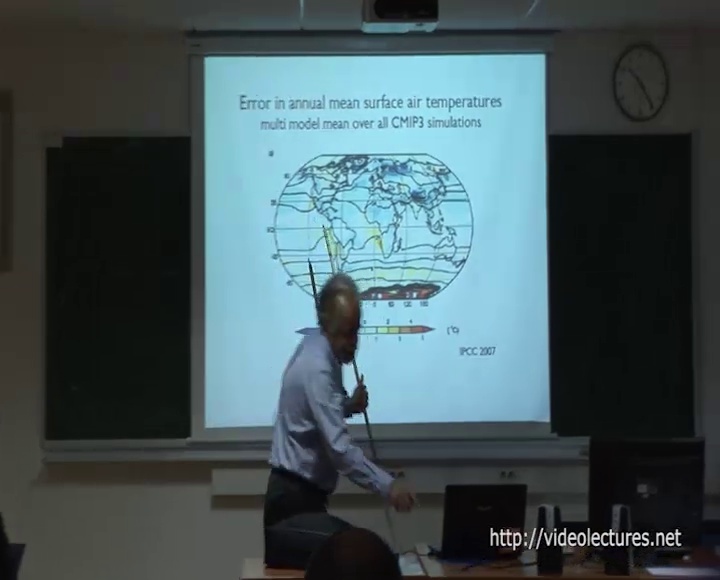 Error in annual mean surface air temperatures
multi model mean over all CMIP3 simulations
(°C)
IPCC 2007
http://videolectures.net